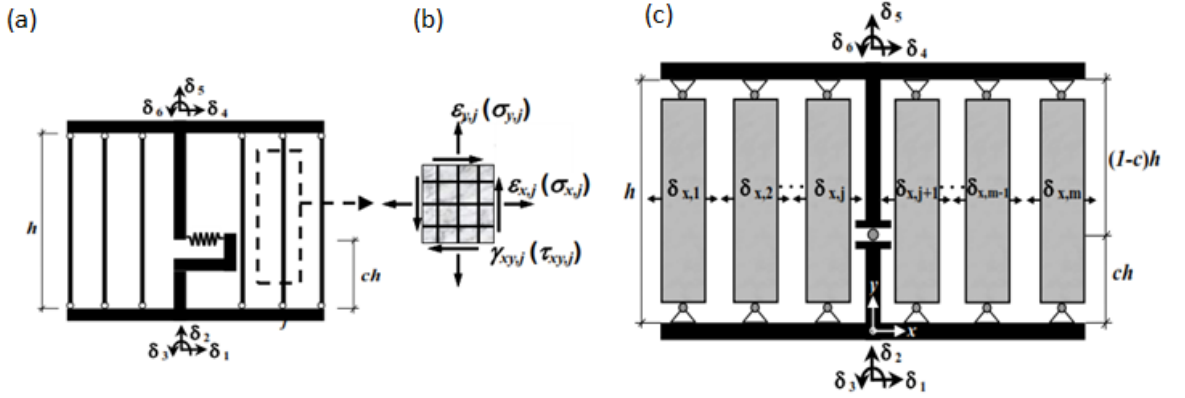 (a)
(b)
(c)
δ5
δ6
δ4
h
ch
δ2
δ3
δ1
j
εy,j (σy,j)
εx,j (σx,j)
γxy,j (τxy,j)
δ5
δ6
δ4
h
δx,1
δx,2
....
δx,j
δx,j+1
....
δx,m-1
δx,m
(1-c)h
ch
y
x
δ2
δ3
δ1